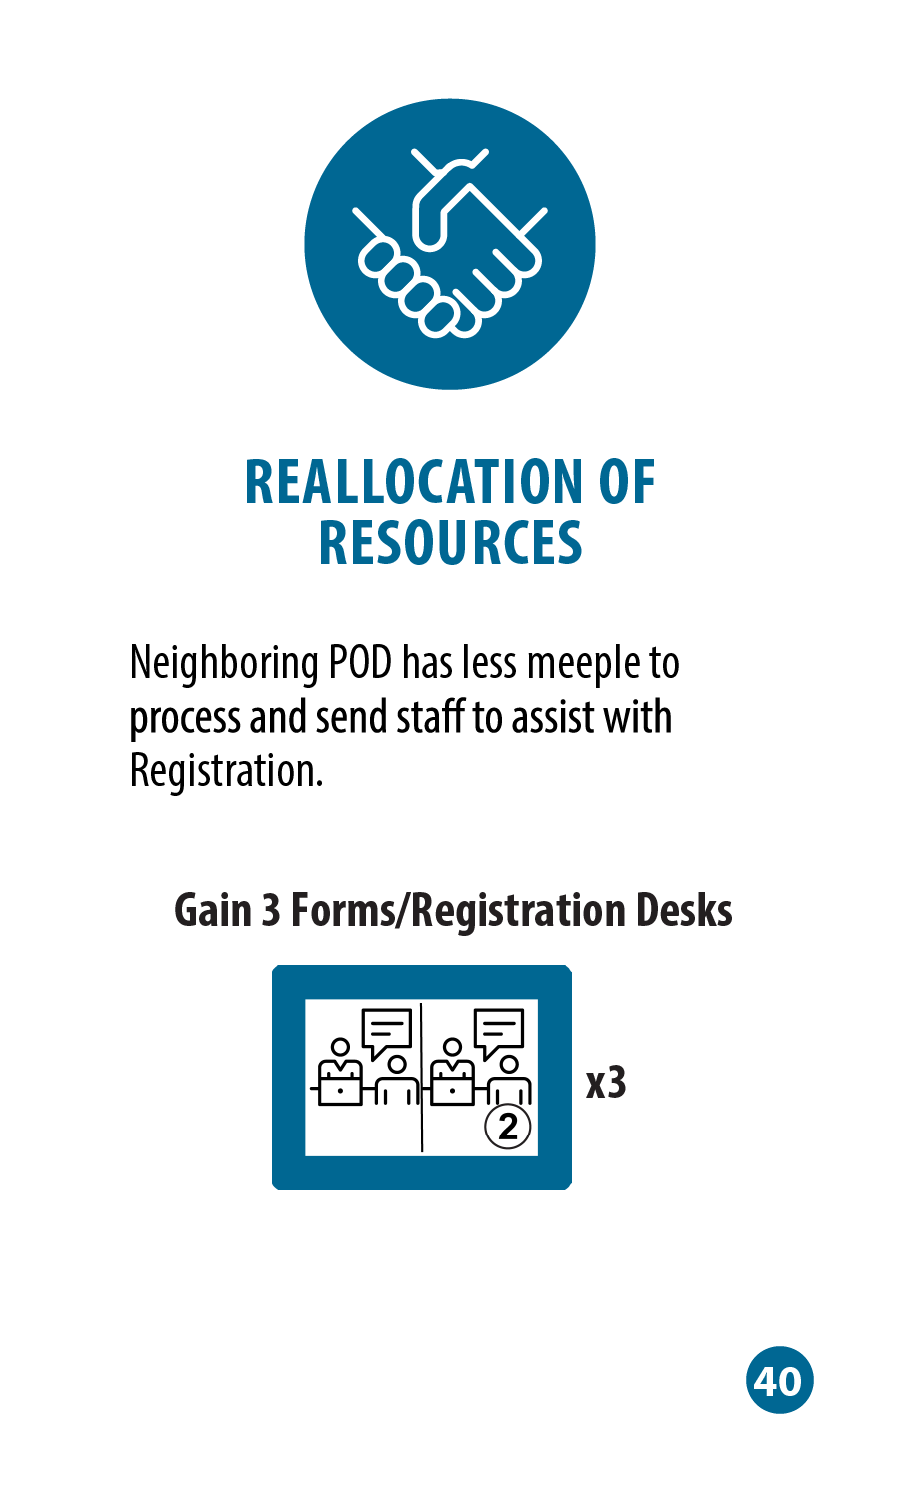 REALLOCATION OF
RESOURCES
Neighboring POD has less meeple to
process and send staff to assist with
Registration.
Gain 3 Forms/Registration Desks
x3
2
40